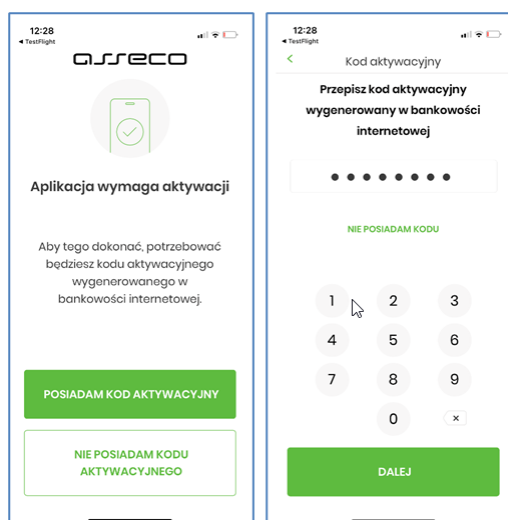 12:28
◄ TestFlight
asseco
Aplikacja wymaga aktywacji
Aby tego dokonać, potrzebować
będziesz kodu aktywacyjnego
wygenerowanego w
bankowości internetowej.
POSIADAM KOD AKTYWACYJNY
NIE POSIADAM KODU
AKTYWACYJNEGO
12:28
◄ TestFlight
Kod aktywacyjny
Przepisz kod aktywacyjny
wygenerowany w bankowości
internetowej
NIE POSIADAM KODU
1 2 3
4 5 6
7 8 9
0
DALEJ